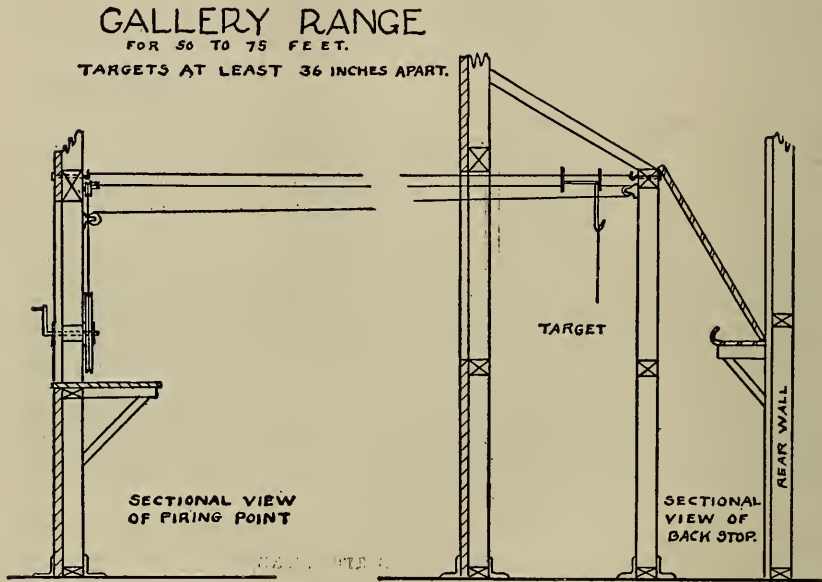 GALLERY RANGE
FOR 50 TO 75 FEET.
TARGETS AT LEAST 36 INCHES APART.
TARGET
REAR WALL
SECTIONAL VIEW
OF FIRING POINT
SECTIONAL
VIEW OF
BACK STOP.